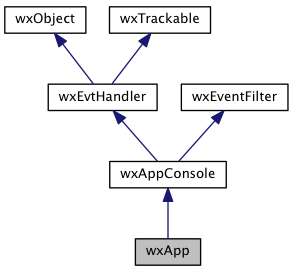 wxObject
wxTrackable
wxEvtHandler
wxEventFilter
wxAppConsole
wxApp